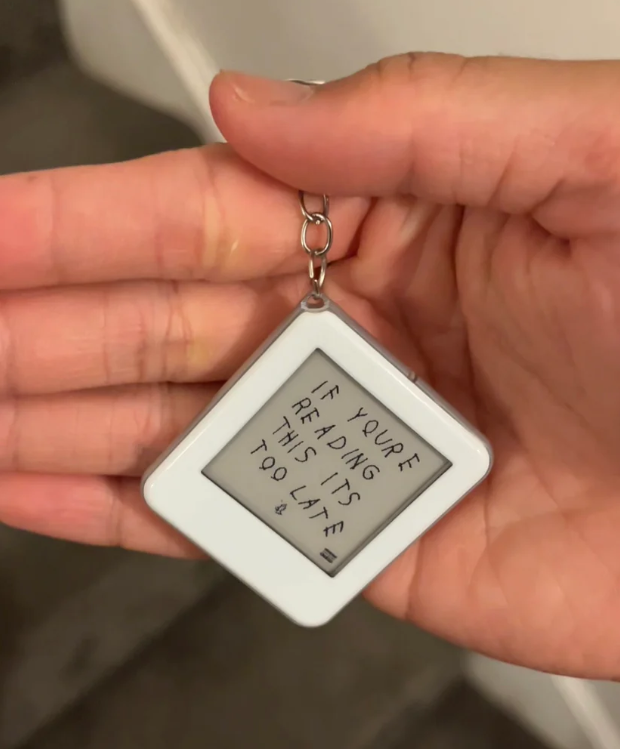 IF YOURE
READING
THIS ITS
TOO LATE